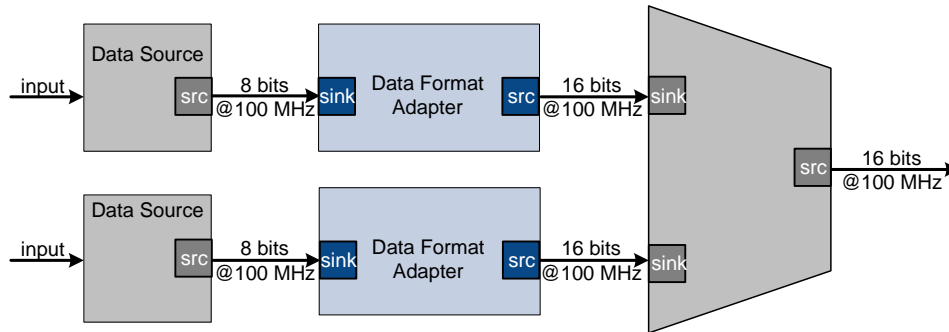 Data Source
input
src
8 bits
@100 MHz
sink
Data Format
Adapter
src
16 bits
@100 MHz
sink
src
16 bits
@100 MHz
Data Source
input
src
8 bits
@100 MHz
sink
Data Format
Adapter
src
16 bits
@100 MHz
sink